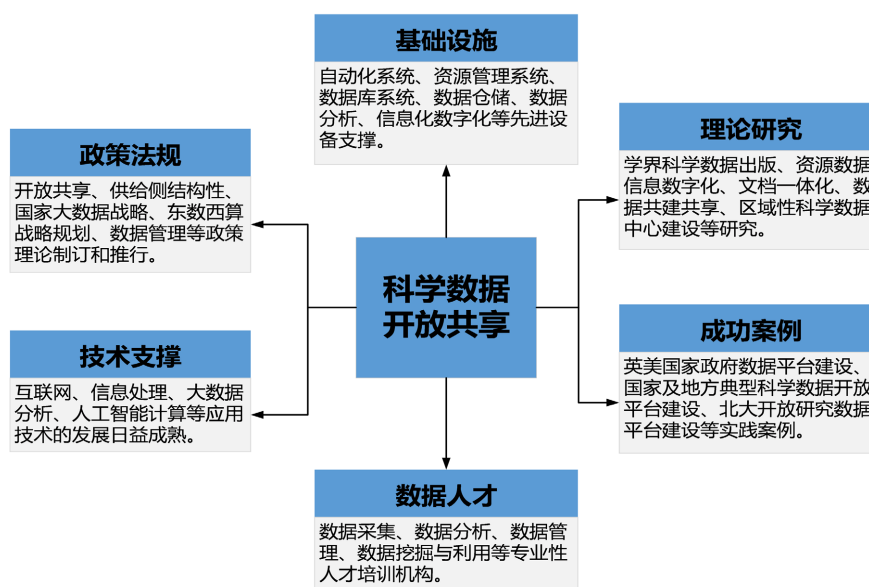 基础设施
自动化系统、资源管理系统、
数据库系统、数据仓储、数据
分析、信息化数字化等先进设
备支撑。
政策法规
开放共享、供给侧结构性、
国家大数据战略、东数西算
战略规划、数据管理等政策
理论制订和推行。
理论研究
学界科学数据出版、资源数据
信息数字化、文档一体化、数
据共建共享、区域性科学数据
中心建设等研究。
科学数据
开放共享
技术支撑
互联网、信息处理、大数据
分析、人工智能计算等应用
技术的发展日益成熟。
成功案例
英美国家政府数据平台建设、
国家及地方典型科学数据开放
平台建设、北大开放研究数据
平台建设等实践案例。
数据人才
数据采集、数据分析、数据管
理、数据挖掘与利用等专业性
人才培训机构。